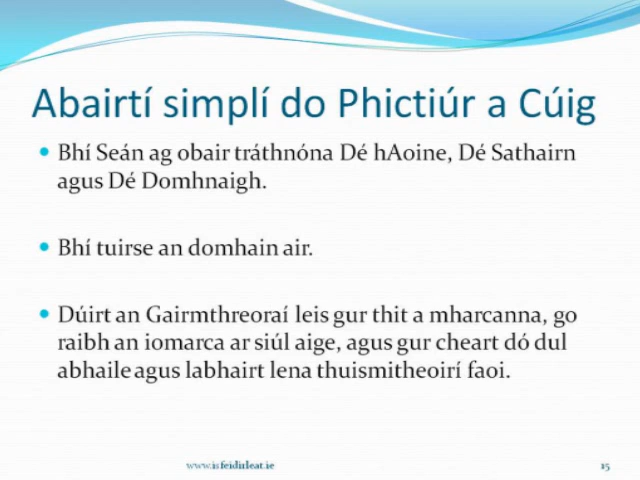 Abairtí simplí do Phictiúr a Cúig
Bhí Seán ag obair tráthnóna Dé hAoine, Dé Sathairn
agus Dé Domhnaigh.
Bhí tuirse an domhain air.
Dúirt an Gairmthreoraí leis gur thit a mharcanna, go
raibh an iomarca ar siúl aige, agus gur cheart dó dul
abhaile agus labhairt lena thuismitheoirí faoi.
www.isfeidirleat.ie
15